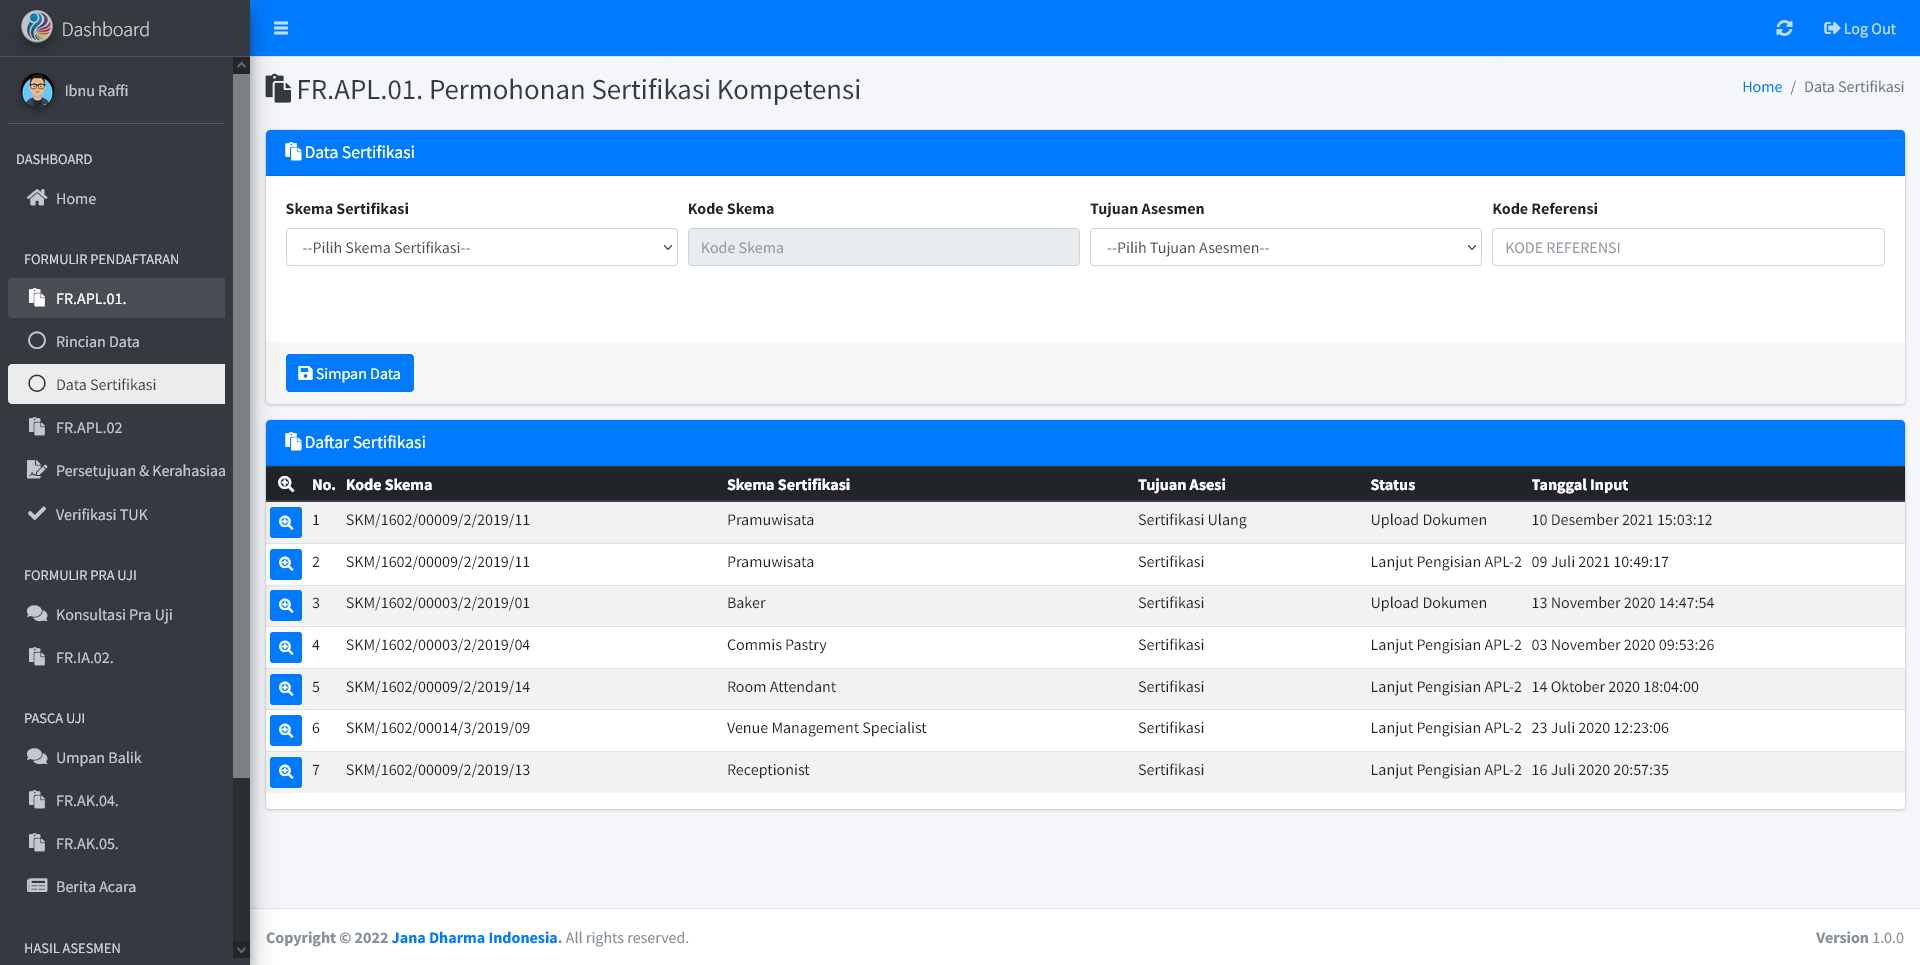 Dashboard
Log Out
Ibnu Raffi
DASHBOARD
Home
FORMULIR PENDAFTARAN
FR.APL.01.
Rincian Data
Data Sertifikasi
FR.APL.02
Persetujuan & Kerahasiaa
Verifikasi TUK
FORMULIR PRA UJI
Konsultasi Pra Uji
FR.IA.02.
PASCA UJI
Umpan Balik
FR.AK.04.
FR.AK.05.
Berita Acara
HASIL ASESMEN
FR.APL.01. Permohonan Sertifikasi Kompetensi
Home / Data Sertifikasi
Data Sertifikasi
Skema Sertifikasi Kode Skema Tujuan Asesmen Kode Referensi
--Pilih Skema Sertifikasi-- Kode Skema --Pilih Tujuan Asesmen-- KODE REFERENSI
Simpan Data
Daftar Sertifikasi
No. Kode Skema Skema Sertifikasi Tujuan Asesi Status Tanggal Input
1 SKM/1602/00009/2/2019/11 Pramuwisata Sertifikasi Ulang Upload Dokumen 10 Desember 2021 15:03:12
2 SKM/1602/00009/2/2019/11 Pramuwisata Sertifikasi Lanjut Pengisian APL-2 09 Juli 2021 10:49:17
3 SKM/1602/00003/2/2019/01 Baker Sertifikasi Upload Dokumen 13 November 2020 14:47:54
4 SKM/1602/00003/2/2019/04 Commis Pastry Sertifikasi Lanjut Pengisian APL-2 03 November 2020 09:53:26
5 SKM/1602/00009/2/2019/14 Room Attendant Sertifikasi Lanjut Pengisian APL-2 14 Oktober 2020 18:04:00
6 SKM/1602/00014/3/2019/09 Venue Management Specialist Sertifikasi Lanjut Pengisian APL-2 23 Juli 2020 12:23:06
7 SKM/1602/00009/2/2019/13 Receptionist Sertifikasi Lanjut Pengisian APL-2 16 Juli 2020 20:57:35
Copyright © 2022 Jana Dharma Indonesia. All rights reserved.
Version 1.0.0